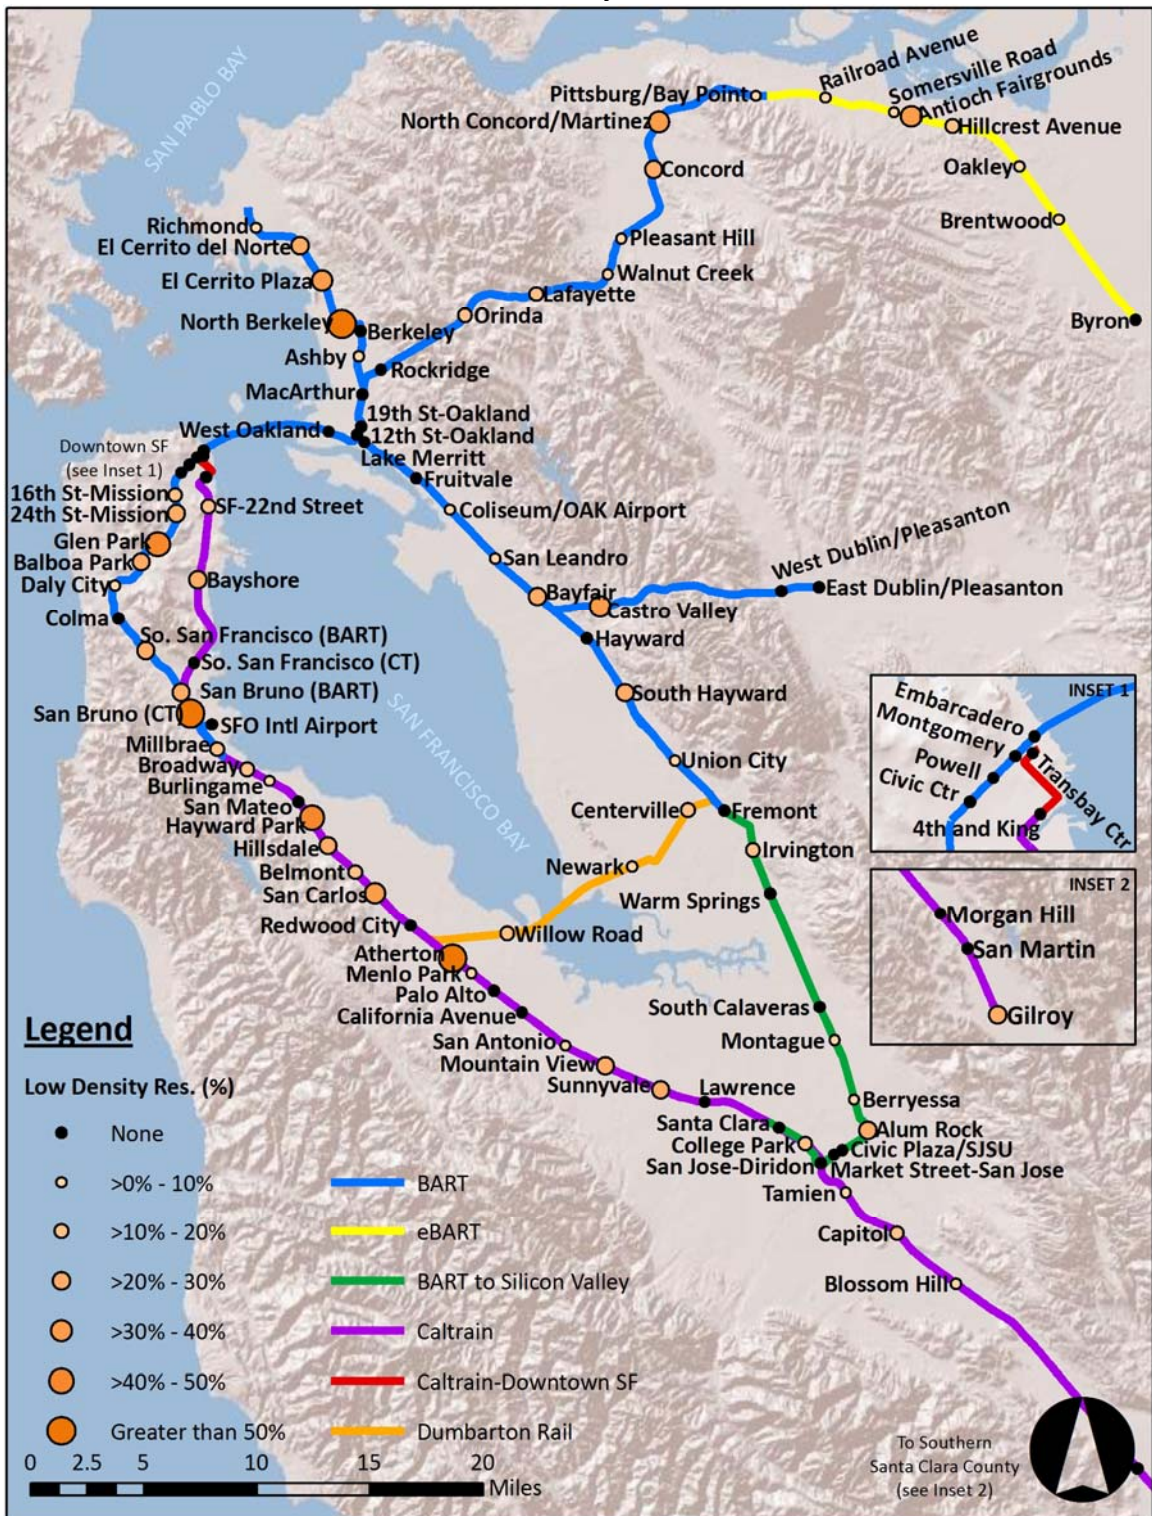 SAN PABLO BAY
Railroad Avenue
Somersville Road
Pittsburg/Bay Point
Antioch Fairgrounds
North Concord/Martinez
Hillcrest Avenue
Concord
Oakley
Brentwood
Richmond
Pleasant Hill
El Cerrito del Norte
Walnut Creek
El Cerrito Plaza
Lafayette
Orinda
North Berkeley
Berkeley
Byron
Ashby
Rockridge
MacArthur
19th St-Oakland
West Oakland
12th St-Oakland
Downtown SF
(see Inset 1)
Lake Merritt
Fruitvale
16th St-Mission
SF-22nd Street
24th St-Mission
Coliseum/OAK Airport
Glen Park
San Leandro
West Dublin/Pleasanton
Balboa Park
Daly City
Bayshore
Bayfair
East Dublin/Pleasanton
Castro Valley
Colma
So. San Francisco (BART)
Hayward
So. San Francisco (CT)
San Bruno (BART)
South Hayward
San Bruno (CT)
SFO Intl Airport
SAN FRANCISCO BAY
Millbrae
Union City
Broadway
Burlingame
San Mateo
Centerville
Fremont
Hayward Park
Hillsdale
Irvington
Belmont
Newark
San Carlos
Warm Springs
Redwood City
Willow Road
Atherton
Menlo Park
Palo Alto
South Calaveras
California Avenue
San Antonio
Montague
Mountain View
Sunnyvale
Lawrence
Berryessa
Santa Clara
Alum Rock
College Park
Civic Plaza/SJSU
San Jose-Diridon
Market Street-San Jose
Tamien
Capitol
Blossom Hill
INSET 1
Embarcadero
Montgomery
Powell
Civic Ctr
Transbay Ctr
4th and King
INSET 2
Morgan Hill
San Martin
Gilroy
Legend
Low Density Res. (%)
None
>0% - 10%
BART
>10% - 20%
eBART
>20% - 30%
BART to Silicon Valley
>30% - 40%
Caltrain
>40% - 50%
Caltrain-Downtown SF
Greater than 50%
Dumbarton Rail
0 2.5 5 10 15 20
Miles
To Southern
Santa Clara County
(see Inset 2)